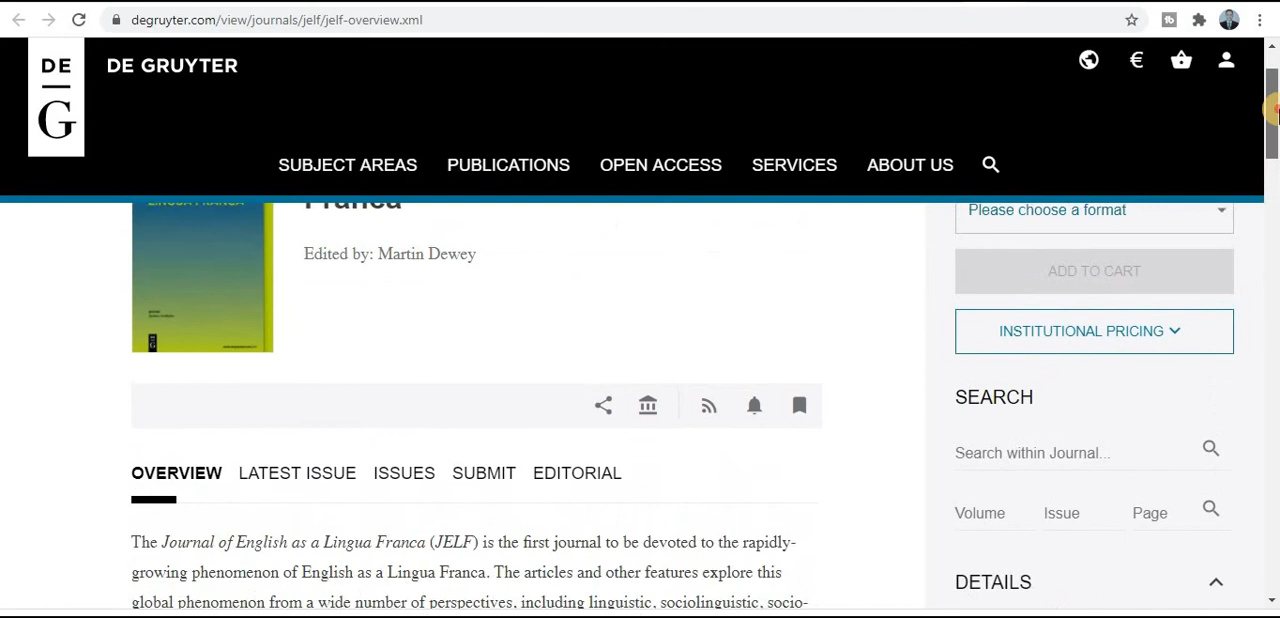 degruyter.com/view/journals/jelf/jelf-overview.xml
DE
G
DE GRUYTER
€
SUBJECT AREAS PUBLICATIONS OPEN ACCESS SERVICES ABOUT US
LINGUA FRANCA
Franca
Edited by: Martin Dewey
DE
G
Please choose a format
ADD TO CART
INSTITUTIONAL PRICING
SEARCH
Search within Journal...
Volume Issue Page
DETAILS
OVERVIEW LATEST ISSUE ISSUES SUBMIT EDITORIAL
The Journal of English as a Lingua Franca (JELF) is the first journal to be devoted to the rapidly-
growing phenomenon of English as a Lingua Franca. The articles and other features explore this
global phenomenon from a wide number of perspectives, including linguistic, sociolinguistic, socio-